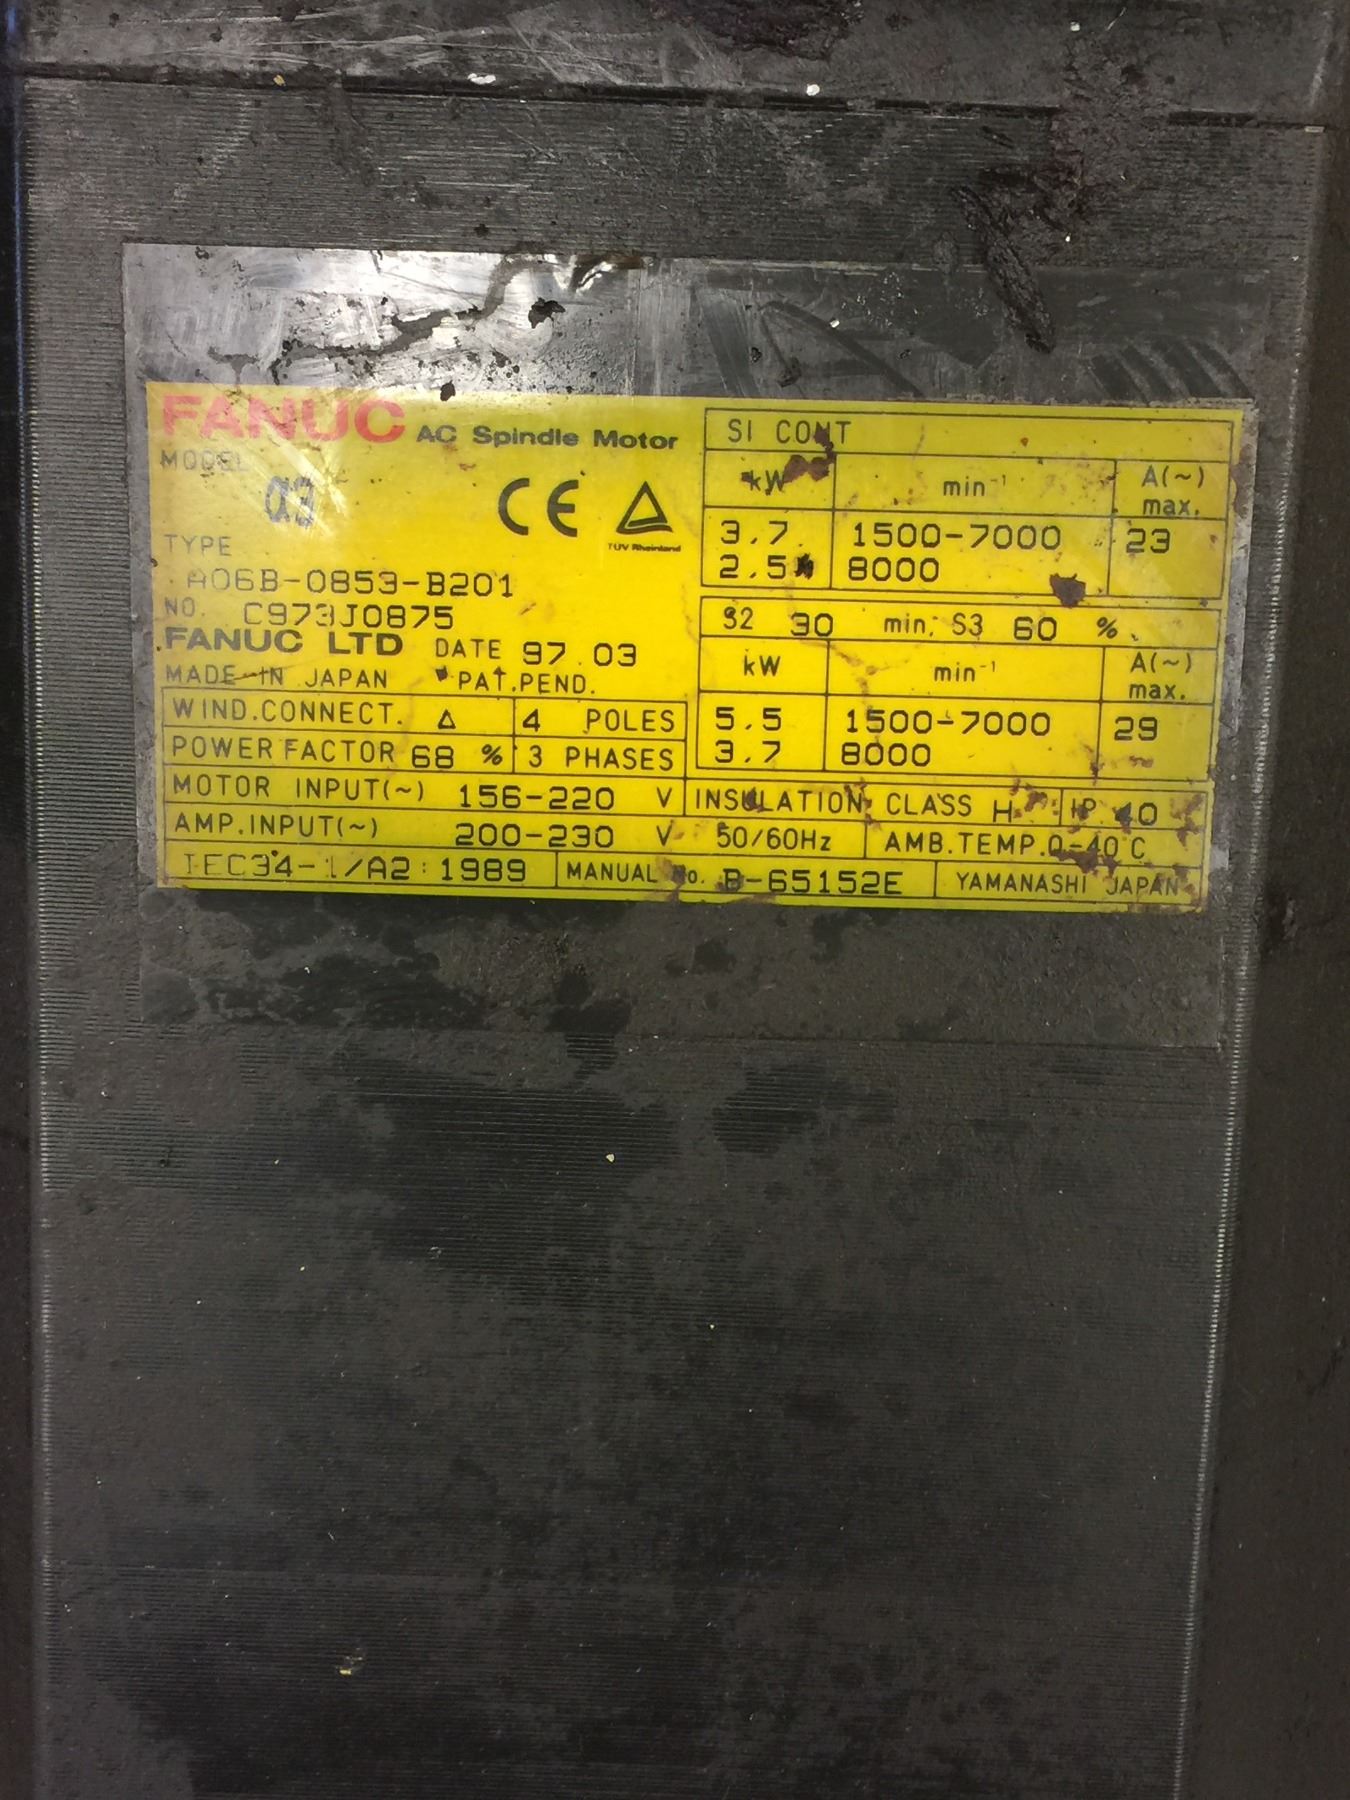 FANUC AC Spindle Motor
MODEL
α3
CE
TÜV Rheinland
TYPE
A06B-0853-B201
NO. C973J0875
FANUC LTD DATE 97.03
MADE IN JAPAN PAT.PEND.
WIND.CONNECT. Δ 4 POLES
POWER FACTOR 68 % 3 PHASES
SI CONT
kW min⁻¹ A(~) max.
3.7 1500-7000 23
2.5 8000
S2 30 min; S3 60 %
kW min⁻¹ A(~) max.
5.5 1500-7000 29
3.7 8000
MOTOR INPUT(~) 156-220 V INSULATION CLASS H IP 40
AMP.INPUT(~) 200-230 V 50/60Hz AMB.TEMP.0-40°C
IEC34-1/A2:1989 MANUAL No. B-65152E YAMANASHI JAPAN